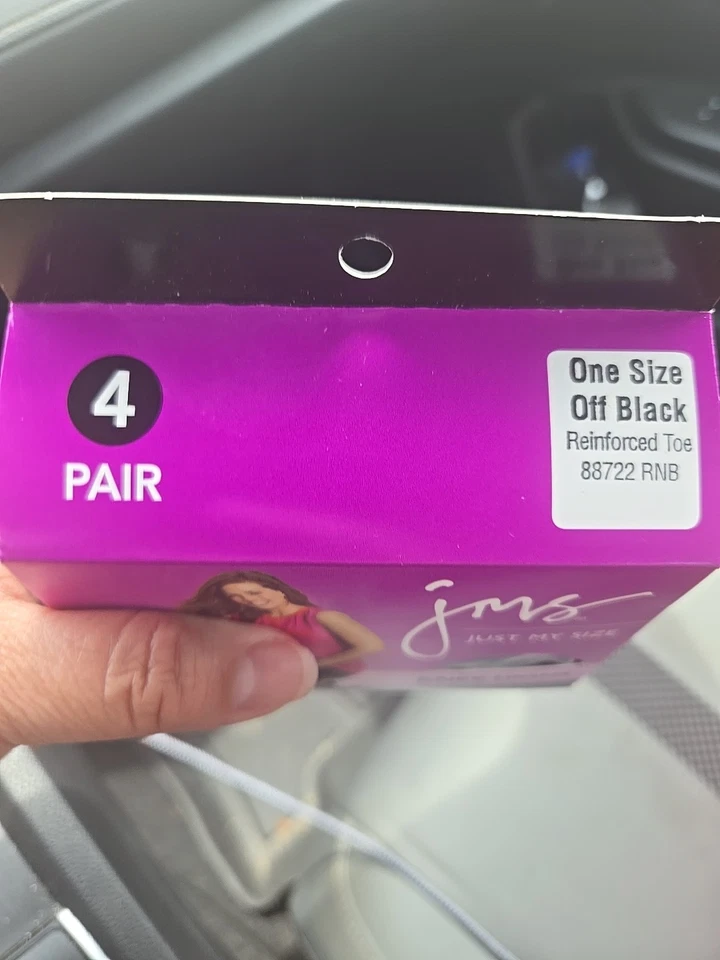 4
PAIR
One Size
Off Black
Reinforced Toe
88722 RNB
jms
JUST MY SIZE